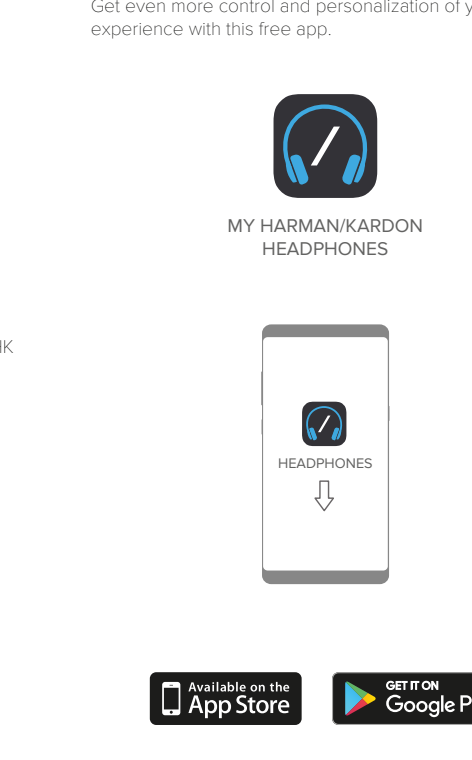 Get even more control and personalization of
experience with this free app.
MY HARMAN/KARDON
HEADPHONES
HK
HEADPHONES
Available on the
App Store
GET IT ON
Google